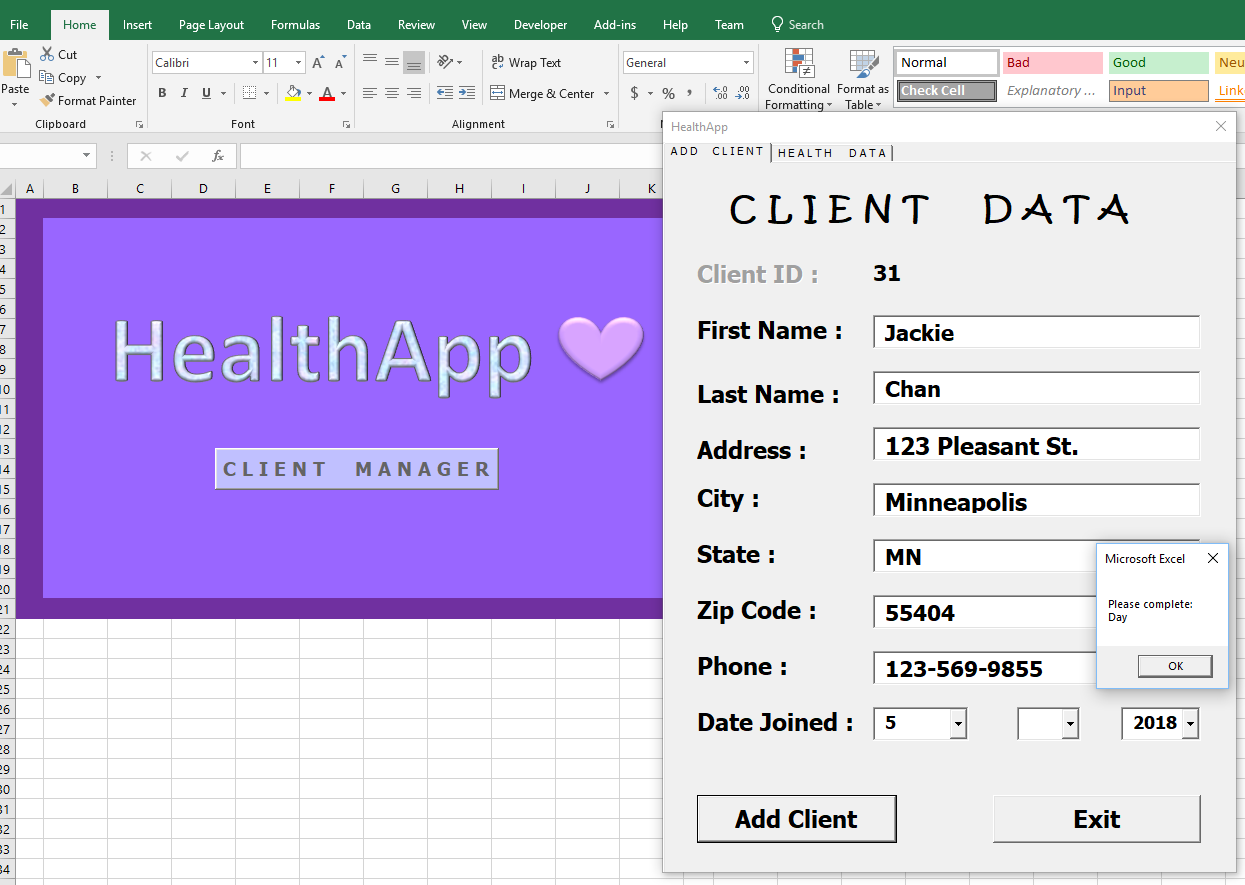 File Home Insert Page Layout Formulas Data Review View Developer Add-ins Help Team Search
Cut
Copy
Paste
Format Painter
Clipboard
Calibri 11
B I U
Font
Wrap Text
Merge & Center
Alignment
General
$ % ,
Conditional
Formatting
Format as
Table
Normal Bad Good
Check Cell Explanatory ... Input
fx
A B C D E F G H I J K
1
2
3
4
5
6
7
8
9
10
11
12
13
14
15
16
17
18
19
20
21
22
23
24
25
26
27
28
29
30
31
32
33
34
HealthApp
CLIENT MANAGER
HealthApp
ADD CLIENT HEALTH DATA
CLIENT DATA
Client ID : 31
First Name : Jackie
Last Name : Chan
Address : 123 Pleasant St.
City : Minneapolis
State : MN
Zip Code : 55404
Phone : 123-569-9855
Date Joined : 5 2018
Add Client Exit
Microsoft Excel
Please complete:
Day
OK